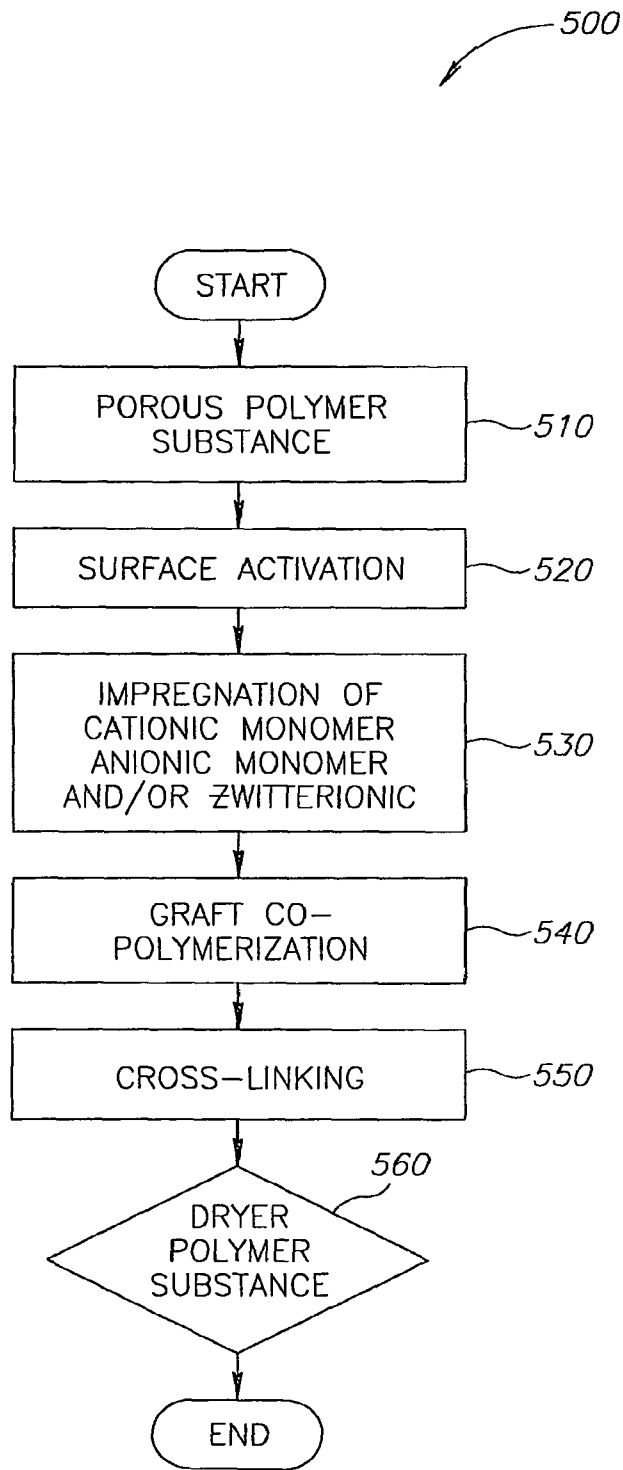 500
START
POROUS POLYMER
SUBSTANCE
510
SURFACE ACTIVATION
520
IMPREGNATION OF
CATIONIC MONOMER
ANIONIC MONOMER
AND/OR ZWITTERIONIC
530
GRAFT CO-
POLYMERIZATION
540
CROSS-LINKING
550
560
DRYER
POLYMER
SUBSTANCE
END